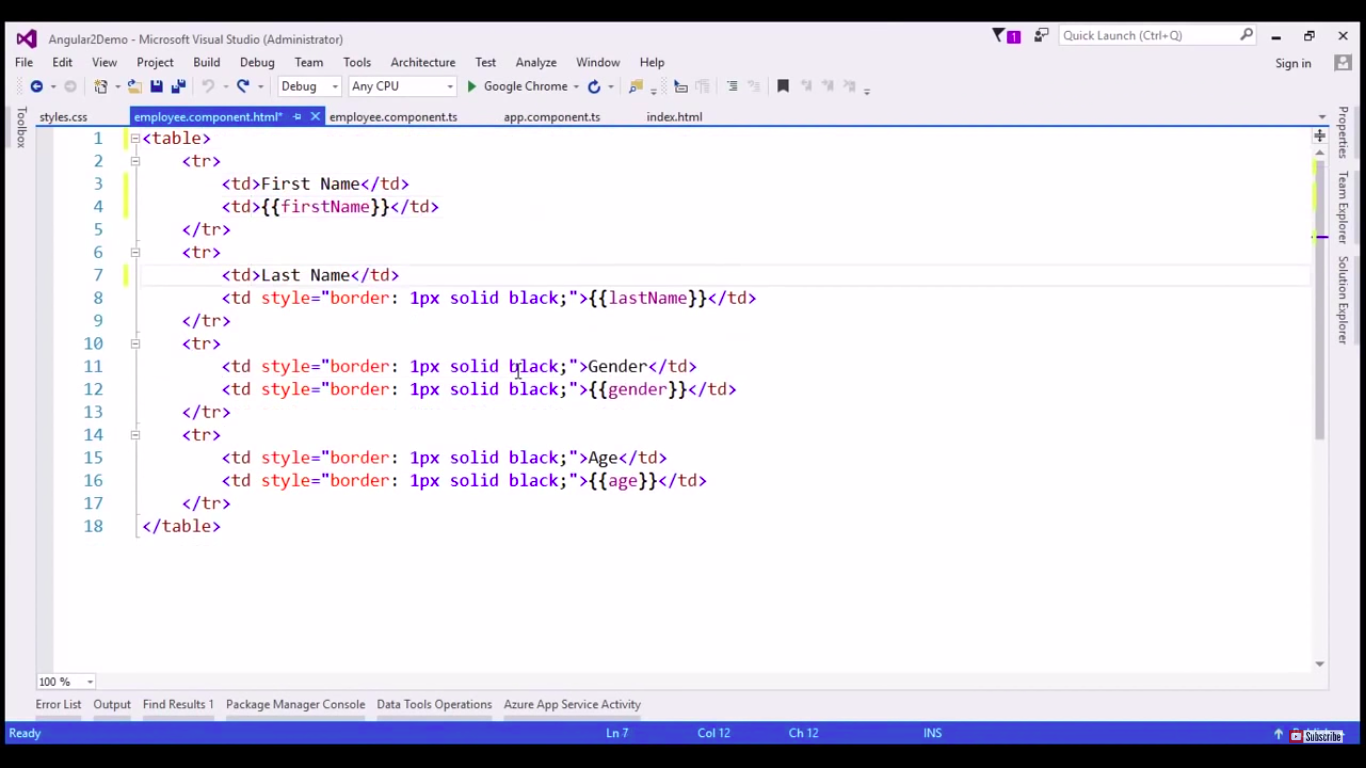 Angular2Demo - Microsoft Visual Studio (Administrator)
1
Quick Launch (Ctrl+Q)
File Edit View Project Build Debug Team Tools Architecture Test Analyze Window Help
Sign in
Debug Any CPU Google Chrome
Toolbox
styles.css employee.component.html* employee.component.ts app.component.ts index.html
Properties
Team Explorer
Solution Explorer
1 <table>
2 <tr>
3 <td>First Name</td>
4 <td>{{firstName}}</td>
5 </tr>
6 <tr>
7 <td>Last Name</td>
8 <td style="border: 1px solid black;">{{lastName}}</td>
9 </tr>
10 <tr>
11 <td style="border: 1px solid black;">Gender</td>
12 <td style="border: 1px solid black;">{{gender}}</td>
13 </tr>
14 <tr>
15 <td style="border: 1px solid black;">Age</td>
16 <td style="border: 1px solid black;">{{age}}</td>
17 </tr>
18 </table>
100 %
Error List Output Find Results 1 Package Manager Console Data Tools Operations Azure App Service Activity
Ready Ln 7 Col 12 Ch 12 INS
Subscribe